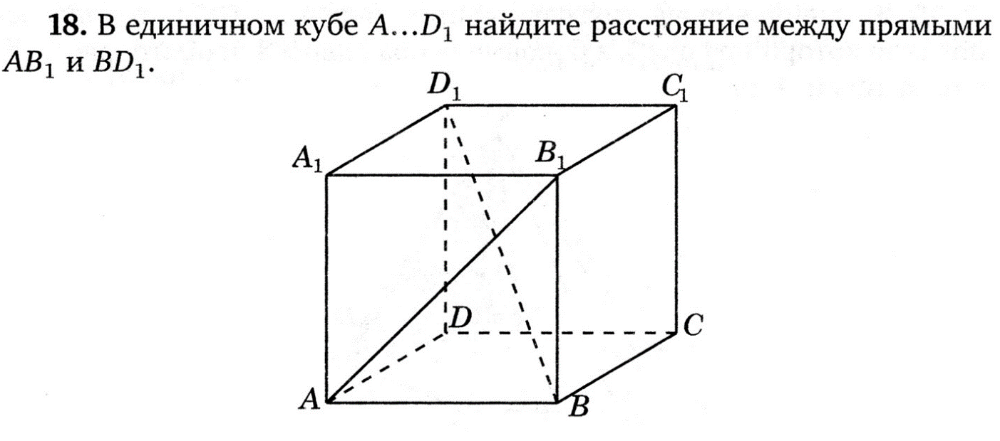 18. В единичном кубе A...D₁ найдите расстояние между прямыми
AB₁ и BD₁.
D₁
C₁
A₁
B₁
D
C
A
B